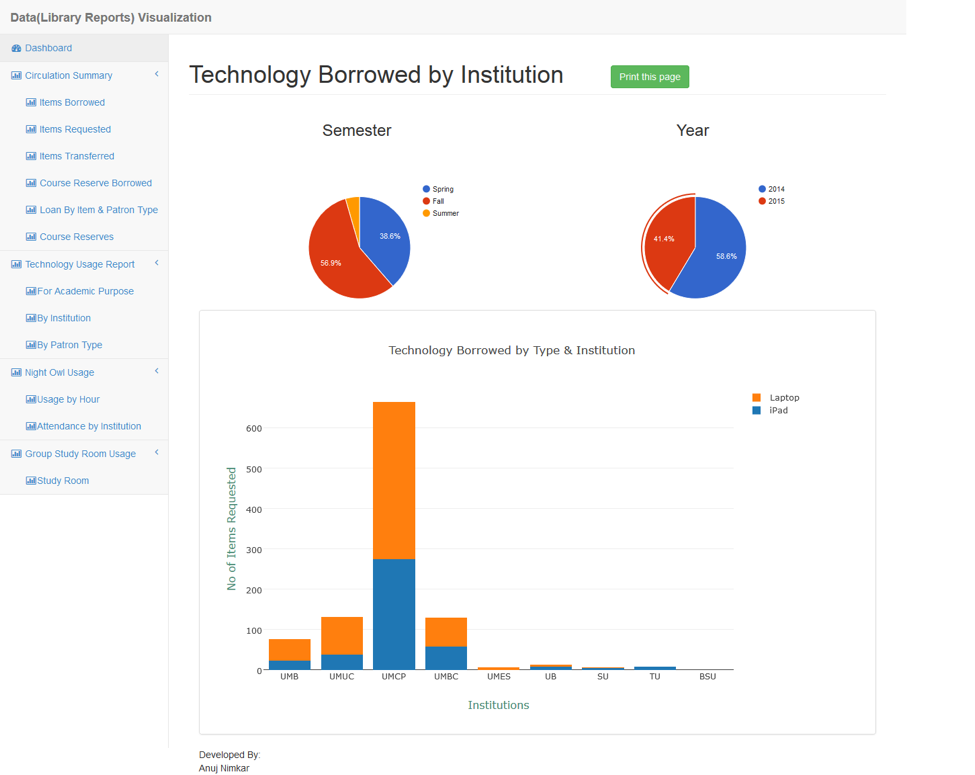 Data(Library Reports) Visualization
Dashboard
Circulation Summary
Items Borrowed
Items Requested
Items Transferred
Course Reserve Borrowed
Loan By Item & Patron Type
Course Reserves
Technology Usage Report
For Academic Purpose
By Institution
By Patron Type
Night Owl Usage
Usage by Hour
Attendance by Institution
Group Study Room Usage
Study Room
Technology Borrowed by Institution
Print this page
Semester
Spring
Fall
Summer
38.6%
56.9%
Year
2014
2015
41.4%
58.6%
Technology Borrowed by Type & Institution
Laptop
iPad
No of Items Requested
600
500
400
300
200
100
0
UMB UMUC UMCP UMBC UMES UB SU TU BSU
Institutions
Developed By:
Anuj Nimkar